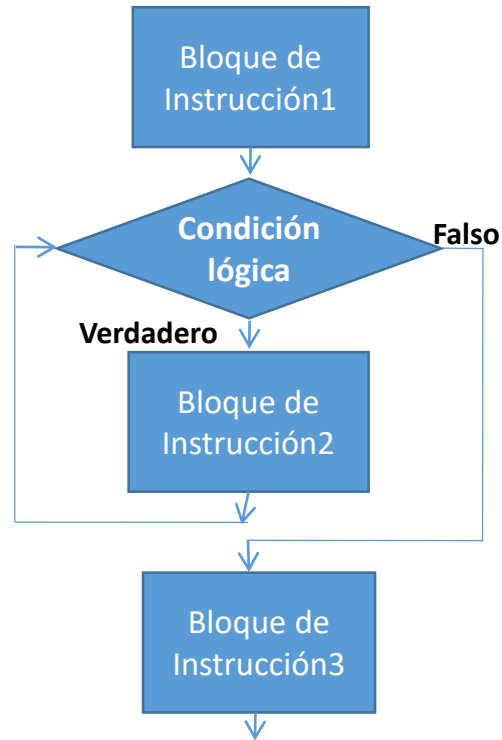 Bloque de
Instrucción1
Condición
lógica
Falso
Verdadero
Bloque de
Instrucción2
Bloque de
Instrucción3